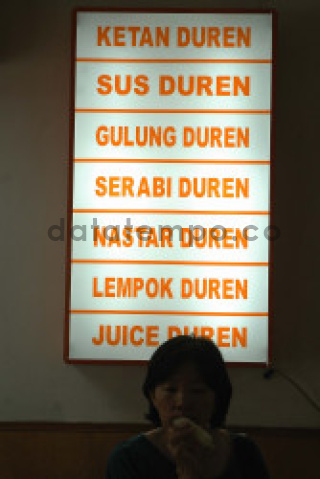 KETAN DUREN
SUS DUREN
GULUNG DUREN
SERABI DUREN
datatempo.co
NASTAR DUREN
LEMPOK DUREN
JUICE DUREN